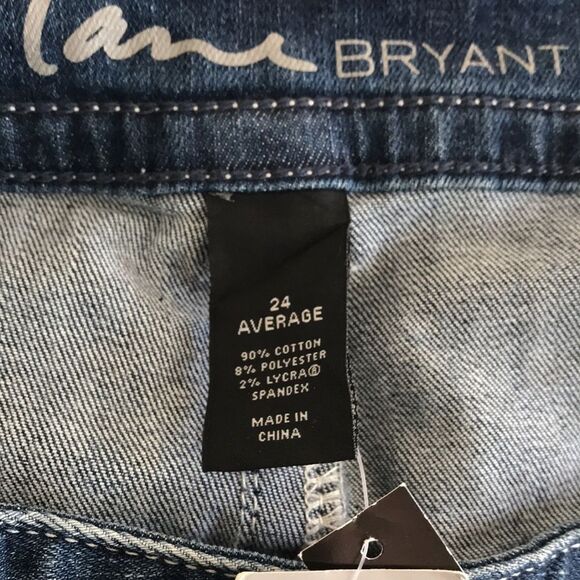 lane BRYANT
24
AVERAGE
90% COTTON
8% POLYESTER
2% LYCRA®
SPANDEX
MADE IN
CHINA